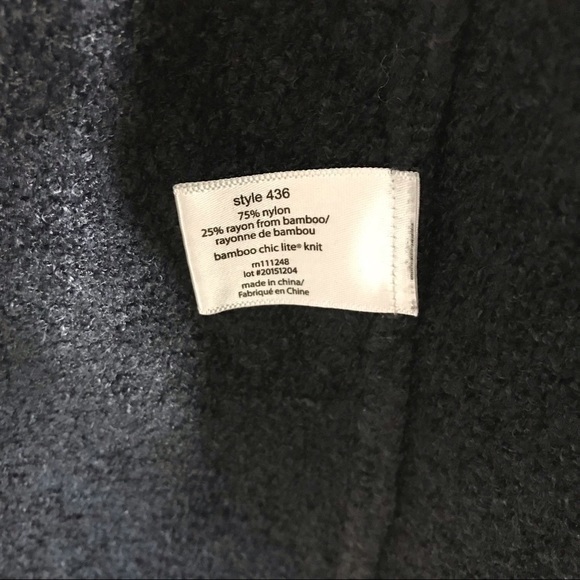 style 436
75% nylon
25% rayon from bamboo/
rayonne de bambou
bamboo chic lite® knit
rn111248
lot #20151204
made in china/
Fabriqué en Chine